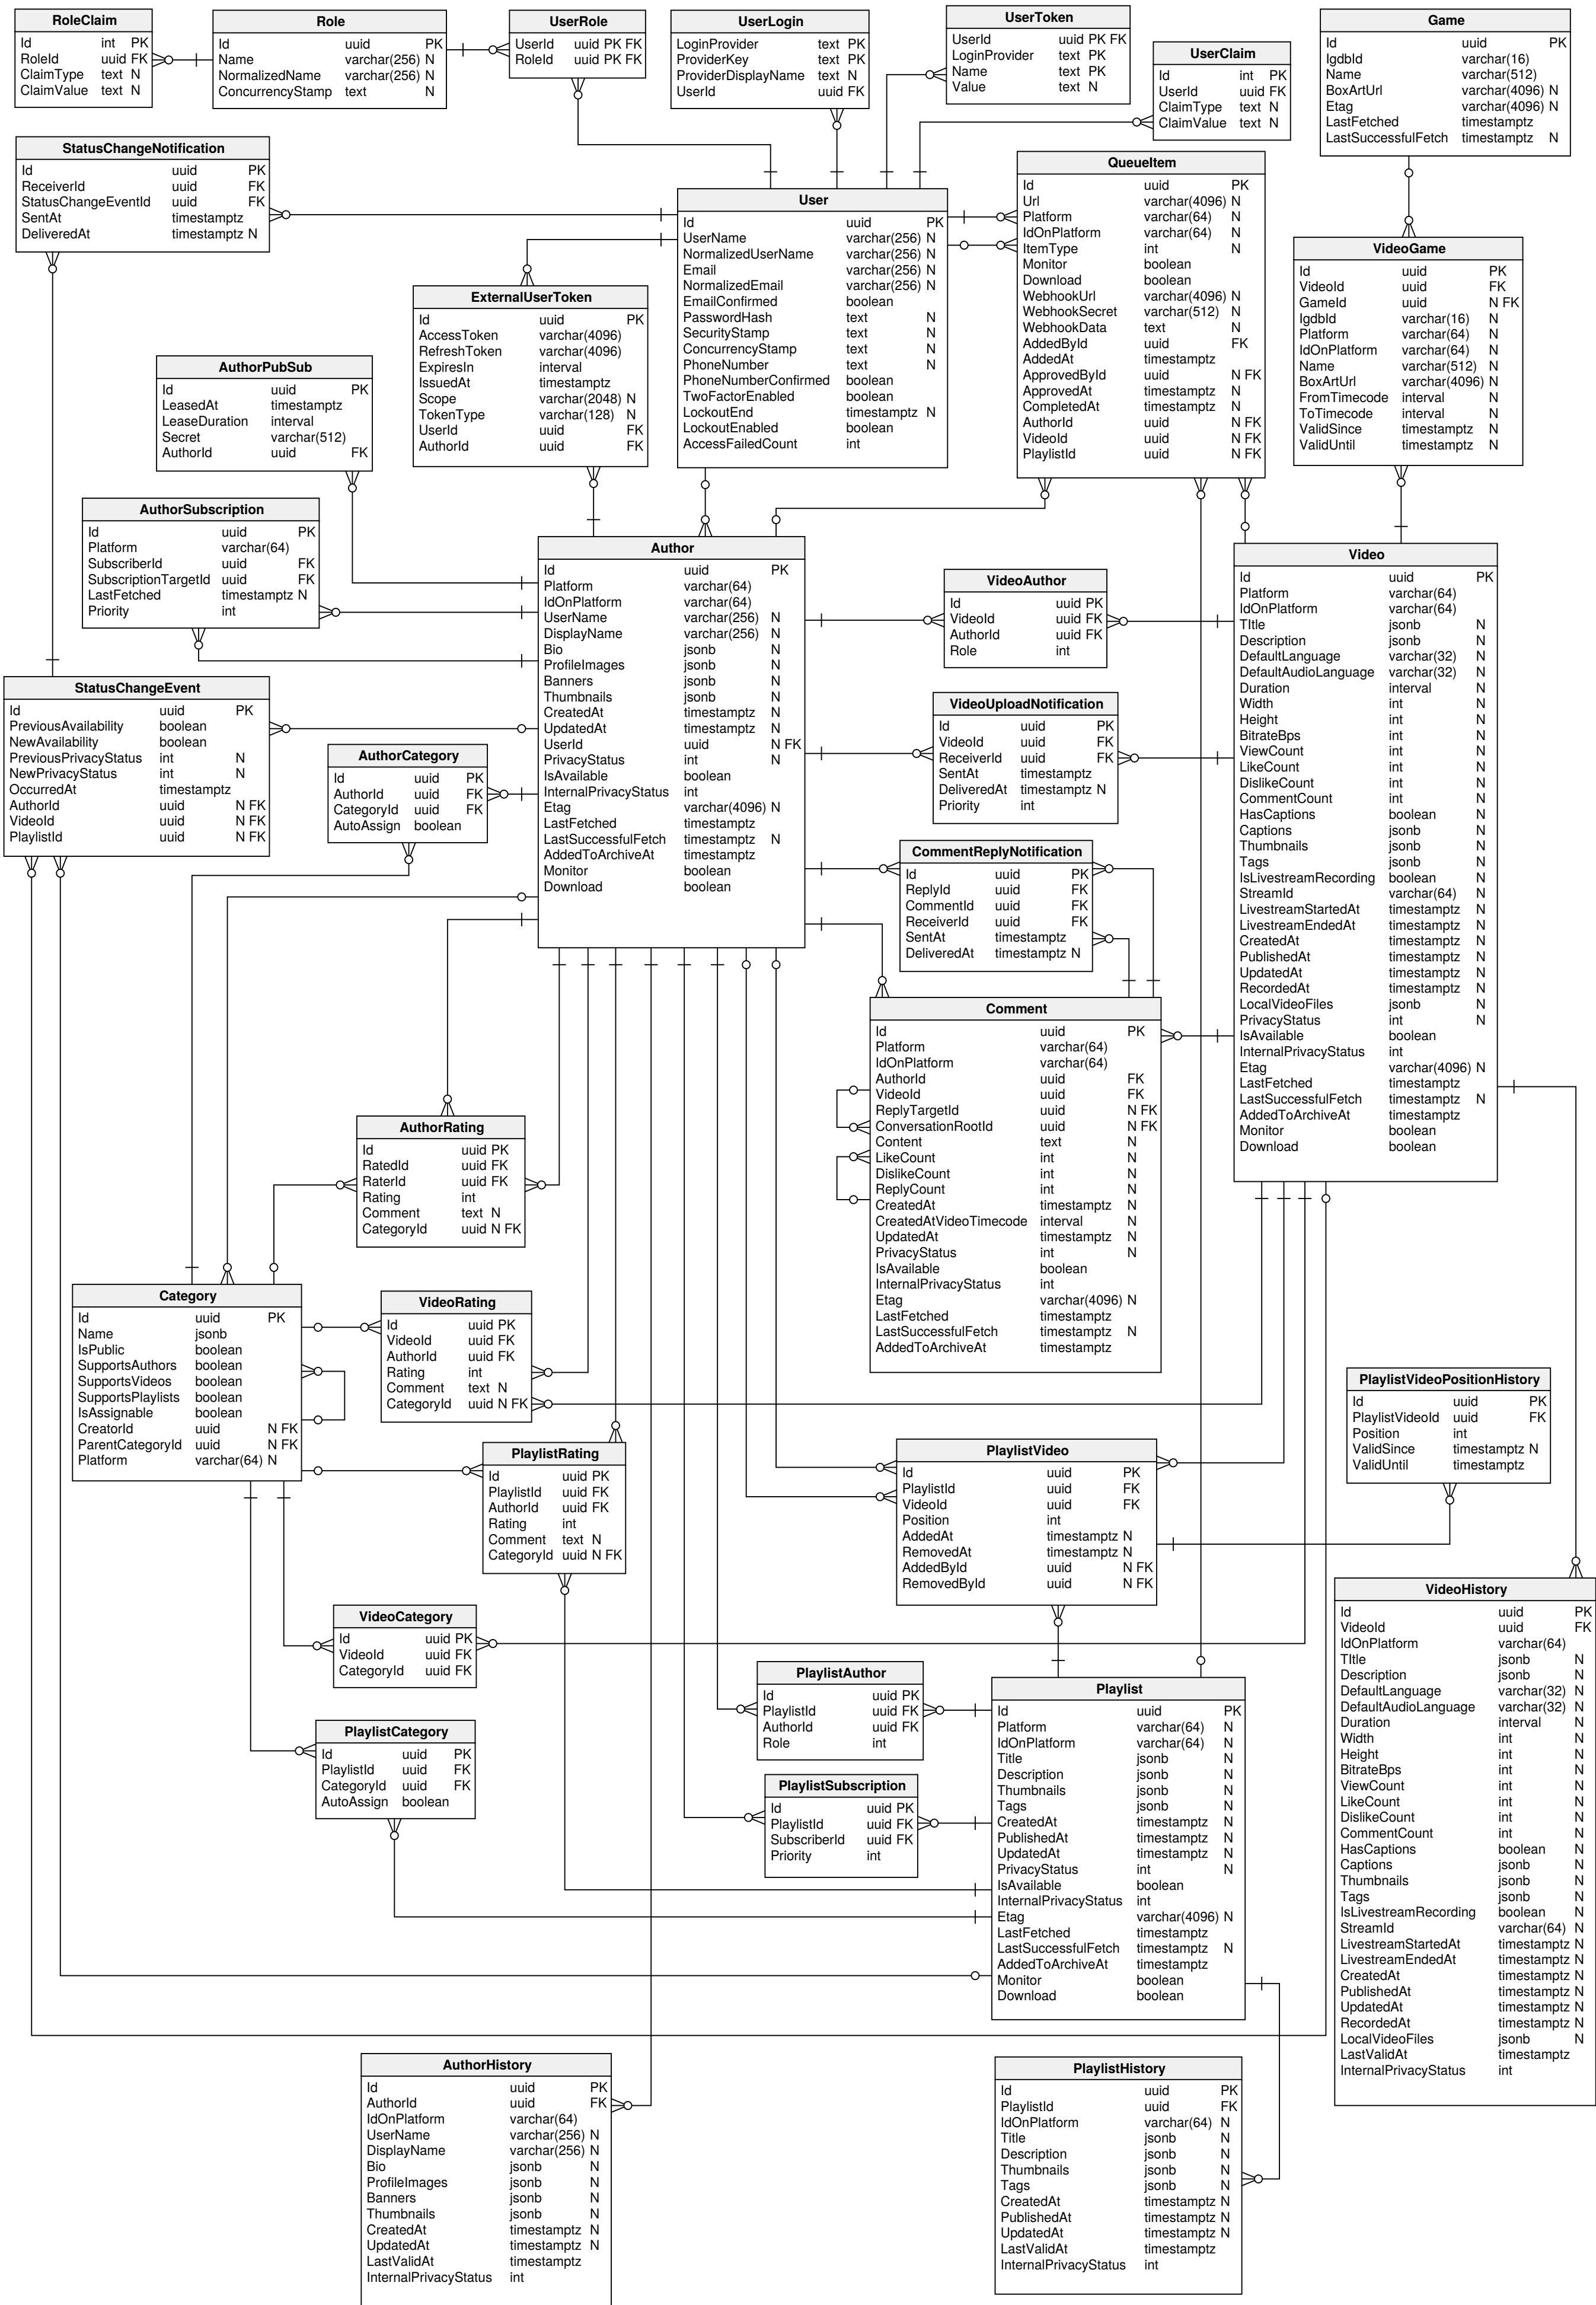 RoleClaim
Id int PK
RoleId uuid FK
ClaimType text N
ClaimValue text N
Role
Id uuid PK
Name varchar(256) N
NormalizedName varchar(256) N
ConcurrencyStamp text N
UserRole
UserId uuid PK FK
RoleId uuid PK FK
UserLogin
LoginProvider text PK
ProviderKey text PK
ProviderDisplayName text N
UserId uuid FK
UserToken
UserId uuid PK FK
LoginProvider text PK
Name text PK
Value text N
UserClaim
Id int PK
UserId uuid FK
ClaimType text N
ClaimValue text N
Game
Id uuid PK
IgdbId varchar(16)
Name varchar(512)
BoxArtUrl varchar(4096) N
Etag varchar(4096) N
LastFetched timestamptz
LastSuccessfulFetch timestamptz N
StatusChangeNotification
Id uuid PK
ReceiverId uuid FK
StatusChangeEventId uuid FK
SentAt timestamptz
DeliveredAt timestamptz N
User
Id uuid PK
UserName varchar(256) N
NormalizedUserName varchar(256) N
Email varchar(256) N
NormalizedEmail varchar(256) N
EmailConfirmed boolean
PasswordHash text N
SecurityStamp text N
ConcurrencyStamp text N
PhoneNumber text N
PhoneNumberConfirmed boolean
TwoFactorEnabled boolean
LockoutEnd timestamptz N
LockoutEnabled boolean
AccessFailedCount int
QueueItem
Id uuid PK
Url varchar(4096) N
Platform varchar(64) N
IdOnPlatform varchar(64) N
ItemType int N
Monitor boolean
Download boolean
WebhookUrl varchar(4096) N
WebhookSecret varchar(512) N
WebhookData text N
AddedById uuid FK
AddedAt timestamptz
ApprovedById uuid N FK
ApprovedAt timestamptz N
CompletedAt timestamptz N
AuthorId uuid N FK
VideoId uuid N FK
PlaylistId uuid N FK
VideoGame
Id uuid PK
VideoId uuid FK
GameId uuid N FK
IgdbId varchar(16) N
Platform varchar(64) N
IdOnPlatform varchar(64) N
Name varchar(512) N
BoxArtUrl varchar(4096) N
FromTimecode interval N
ToTimecode interval N
ValidSince timestamptz N
ValidUntil timestamptz N
ExternalUserToken
Id uuid PK
AccessToken varchar(4096)
RefreshToken varchar(4096)
ExpiresIn interval
IssuedAt timestamptz
Scope varchar(2048) N
TokenType varchar(128) N
UserId uuid FK
AuthorId uuid FK
AuthorPubSub
Id uuid PK
LeasedAt timestamptz
LeaseDuration interval
Secret varchar(512)
AuthorId uuid FK
AuthorSubscription
Id uuid PK
Platform varchar(64)
SubscriberId uuid FK
SubscriptionTargetId uuid FK
LastFetched timestamptz N
Priority int
Author
Id uuid PK
Platform varchar(64)
IdOnPlatform varchar(64)
UserName varchar(256) N
DisplayName varchar(256) N
Bio jsonb N
ProfileImages jsonb N
Banners jsonb N
Thumbnails jsonb N
CreatedAt timestamptz N
UpdatedAt timestamptz N
UserId uuid N FK
PrivacyStatus int N
IsAvailable boolean
InternalPrivacyStatus int
Etag varchar(4096) N
LastFetched timestamptz
LastSuccessfulFetch timestamptz N
AddedToArchiveAt timestamptz
Monitor boolean
Download boolean
VideoAuthor
Id uuid PK
VideoId uuid FK
AuthorId uuid FK
Role int
Video
Id uuid PK
Platform varchar(64)
IdOnPlatform varchar(64)
TItle jsonb N
Description jsonb N
DefaultLanguage varchar(32) N
DefaultAudioLanguage varchar(32) N
Duration interval N
Width int N
Height int N
BitrateBps int N
ViewCount int N
LikeCount int N
DislikeCount int N
CommentCount int N
HasCaptions boolean N
Captions jsonb N
Thumbnails jsonb N
Tags jsonb N
IsLivestreamRecording boolean N
StreamId varchar(64) N
LivestreamStartedAt timestamptz N
LivestreamEndedAt timestamptz N
CreatedAt timestamptz N
PublishedAt timestamptz N
UpdatedAt timestamptz N
RecordedAt timestamptz N
LocalVideoFiles jsonb N
PrivacyStatus int N
IsAvailable boolean
InternalPrivacyStatus int
Etag varchar(4096) N
LastFetched timestamptz
LastSuccessfulFetch timestamptz N
AddedToArchiveAt timestamptz
Monitor boolean
Download boolean
StatusChangeEvent
Id uuid PK
PreviousAvailability boolean
NewAvailability boolean
PreviousPrivacyStatus int N
NewPrivacyStatus int N
OccurredAt timestamptz
AuthorId uuid N FK
VideoId uuid N FK
PlaylistId uuid N FK
AuthorCategory
Id uuid PK
AuthorId uuid FK
CategoryId uuid FK
AutoAssign boolean
VideoUploadNotification
Id uuid PK
VideoId uuid FK
ReceiverId uuid FK
SentAt timestamptz
DeliveredAt timestamptz N
Priority int
CommentReplyNotification
Id uuid PK
ReplyId uuid FK
CommentId uuid FK
ReceiverId uuid FK
SentAt timestamptz
DeliveredAt timestamptz N
Comment
Id uuid PK
Platform varchar(64)
IdOnPlatform varchar(64)
AuthorId uuid FK
VideoId uuid FK
ReplyTargetId uuid N FK
ConversationRootId uuid N FK
Content text N
LikeCount int N
DislikeCount int N
ReplyCount int N
CreatedAt timestamptz N
CreatedAtVideoTimecode interval N
UpdatedAt timestamptz N
PrivacyStatus int N
IsAvailable boolean
InternalPrivacyStatus int
Etag varchar(4096) N
LastFetched timestamptz
LastSuccessfulFetch timestamptz N
AddedToArchiveAt timestamptz
AuthorRating
Id uuid PK
RatedId uuid FK
RaterId uuid FK
Rating int
Comment text N
CategoryId uuid N FK
Category
Id uuid PK
Name jsonb
IsPublic boolean
SupportsAuthors boolean
SupportsVideos boolean
SupportsPlaylists boolean
IsAssignable boolean
CreatorId uuid N FK
ParentCategoryId uuid N FK
Platform varchar(64) N
VideoRating
Id uuid PK
VideoId uuid FK
AuthorId uuid FK
Rating int
Comment text N
CategoryId uuid N FK
PlaylistRating
Id uuid PK
PlaylistId uuid FK
AuthorId uuid FK
Rating int
Comment text N
CategoryId uuid N FK
PlaylistVideo
Id uuid PK
PlaylistId uuid FK
VideoId uuid FK
Position int
AddedAt timestamptz N
RemovedAt timestamptz N
AddedById uuid N FK
RemovedById uuid N FK
PlaylistVideoPositionHistory
Id uuid PK
PlaylistVideoId uuid FK
Position int
ValidSince timestamptz N
ValidUntil timestamptz
VideoHistory
Id uuid PK
VideoId uuid FK
IdOnPlatform varchar(64)
TItle jsonb N
Description jsonb N
DefaultLanguage varchar(32) N
DefaultAudioLanguage varchar(32) N
Duration interval N
Width int N
Height int N
BitrateBps int N
ViewCount int N
LikeCount int N
DislikeCount int N
CommentCount int N
HasCaptions boolean N
Captions jsonb N
Thumbnails jsonb N
Tags jsonb N
IsLivestreamRecording boolean N
StreamId varchar(64) N
LivestreamStartedAt timestamptz N
LivestreamEndedAt timestamptz N
CreatedAt timestamptz N
PublishedAt timestamptz N
UpdatedAt timestamptz N
RecordedAt timestamptz N
LocalVideoFiles jsonb N
LastValidAt timestamptz
InternalPrivacyStatus int
VideoCategory
Id uuid PK
VideoId uuid FK
CategoryId uuid FK
PlaylistCategory
Id uuid PK
PlaylistId uuid FK
CategoryId uuid FK
AutoAssign boolean
PlaylistAuthor
Id uuid PK
PlaylistId uuid FK
AuthorId uuid FK
Role int
PlaylistSubscription
Id uuid PK
PlaylistId uuid FK
SubscriberId uuid FK
Priority int
Playlist
Id uuid PK
Platform varchar(64) N
IdOnPlatform varchar(64) N
Title jsonb N
Description jsonb N
Thumbnails jsonb N
Tags jsonb N
CreatedAt timestamptz N
PublishedAt timestamptz N
UpdatedAt timestamptz N
PrivacyStatus int N
IsAvailable boolean
InternalPrivacyStatus int
Etag varchar(4096) N
LastFetched timestamptz
LastSuccessfulFetch timestamptz N
AddedToArchiveAt timestamptz
Monitor boolean
Download boolean
AuthorHistory
Id uuid PK
AuthorId uuid FK
IdOnPlatform varchar(64)
UserName varchar(256) N
DisplayName varchar(256) N
Bio jsonb N
ProfileImages jsonb N
Banners jsonb N
Thumbnails jsonb N
CreatedAt timestamptz N
UpdatedAt timestamptz N
LastValidAt timestamptz
InternalPrivacyStatus int
PlaylistHistory
Id uuid PK
PlaylistId uuid FK
IdOnPlatform varchar(64) N
Title jsonb N
Description jsonb N
Thumbnails jsonb N
Tags jsonb N
CreatedAt timestamptz N
PublishedAt timestamptz N
UpdatedAt timestamptz N
LastValidAt timestamptz
InternalPrivacyStatus int